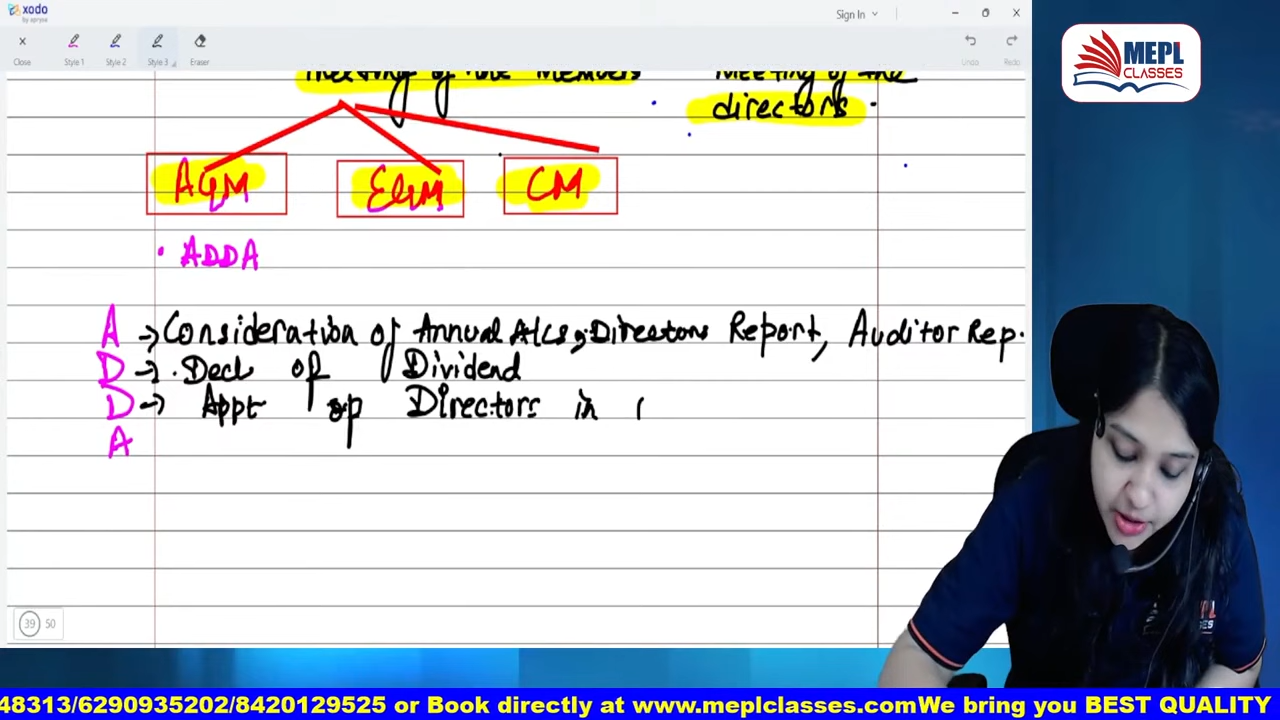 xodo
by apryse
Sign In
Close
Style 1
Style 2
Style 3
Eraser
Undo
Redo
MEPL
CLASSES
Meeting of the Members
Meeting of the
directors
AGM
EGM
CM
ADDA
A → Consideration of Annual A/Cs, Directors Report, Auditor Rep.
D → Decl of Dividend
D → Appt of Directors in
A
39 50
48313/6290935202/8420129525 or Book directly at www.meplclasses.comWe bring you BEST QUALITY